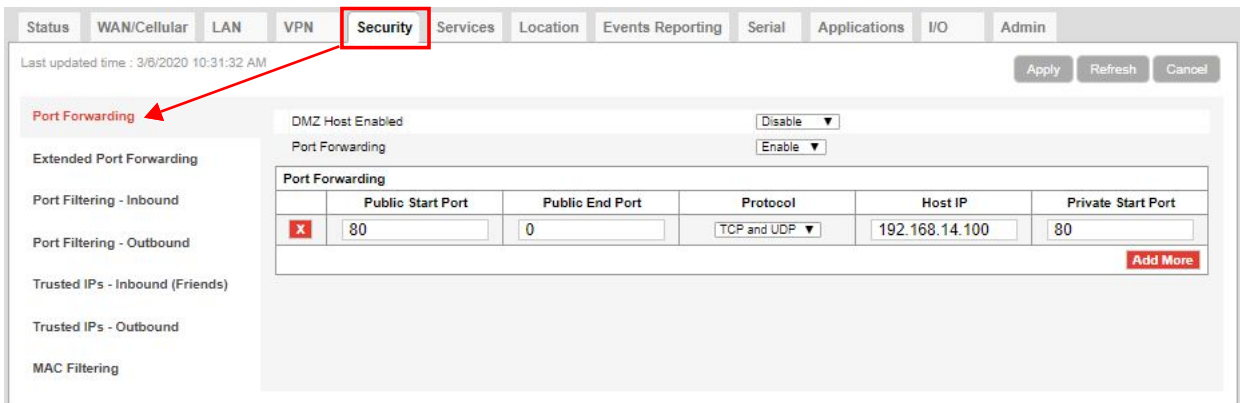 Status WAN/Cellular LAN VPN Security Services Location Events Reporting Serial Applications I/O Admin
Last updated time : 3/6/2020 10:31:32 AM
Apply Refresh Cancel
Port Forwarding
DMZ Host Enabled Disable
Port Forwarding Enable
Extended Port Forwarding
Port Forwarding
Public Start Port Public End Port Protocol Host IP Private Start Port
X 80 0 TCP and UDP 192.168.14.100 80
Add More
Port Filtering - Inbound
Port Filtering - Outbound
Trusted IPs - Inbound (Friends)
Trusted IPs - Outbound
MAC Filtering